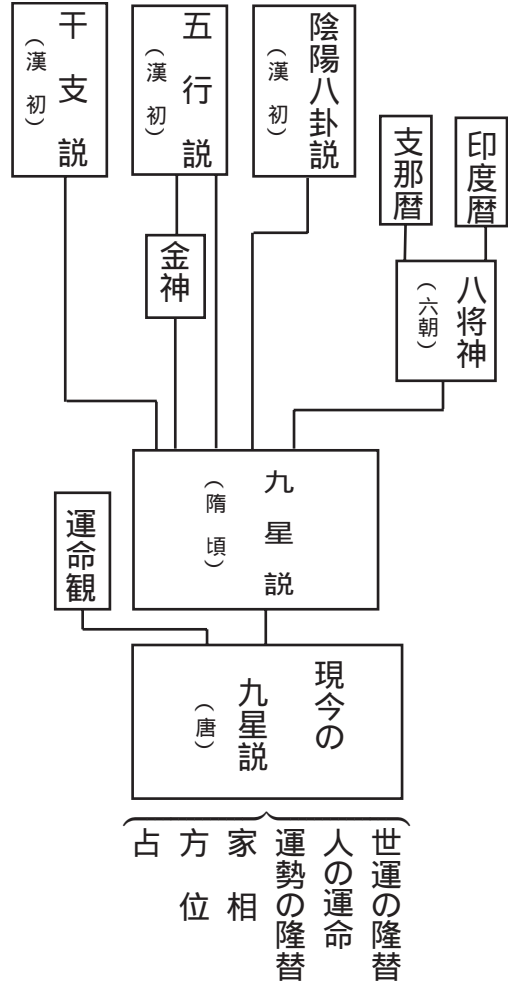 印度暦
支那暦
八将神
(六朝)
陰陽八卦説
(漢初)
五行説
(漢初)
金神
干支説
(漢初)
九星説
(隋頃)
運命観
現今の
九星説
(唐)
世運の隆替
人の運命
運勢の隆替
家相
方位
占